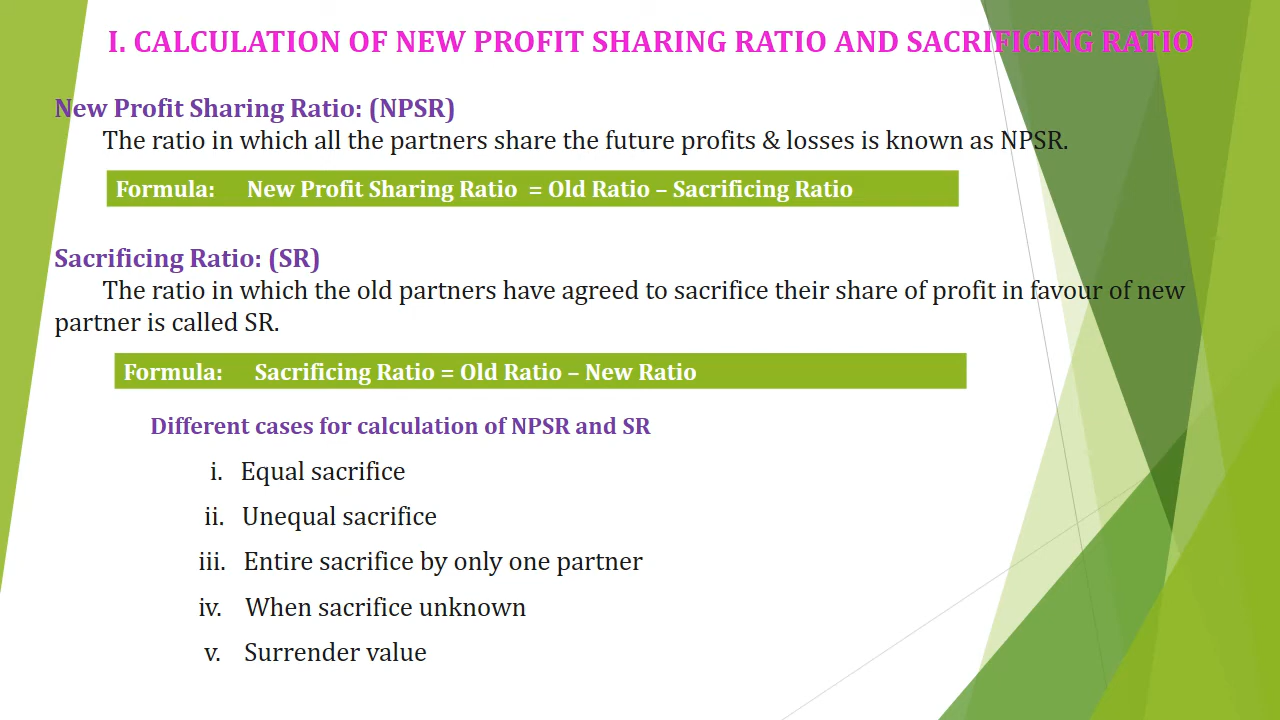 I. CALCULATION OF NEW PROFIT SHARING RATIO AND SACRIFICING RATIO
New Profit Sharing Ratio: (NPSR)
The ratio in which all the partners share the future profits & losses is known as NPSR.
Formula: New Profit Sharing Ratio = Old Ratio – Sacrificing Ratio
Sacrificing Ratio: (SR)
The ratio in which the old partners have agreed to sacrifice their share of profit in favour of new
partner is called SR.
Formula: Sacrificing Ratio = Old Ratio – New Ratio
Different cases for calculation of NPSR and SR
i. Equal sacrifice
ii. Unequal sacrifice
iii. Entire sacrifice by only one partner
iv. When sacrifice unknown
v. Surrender value